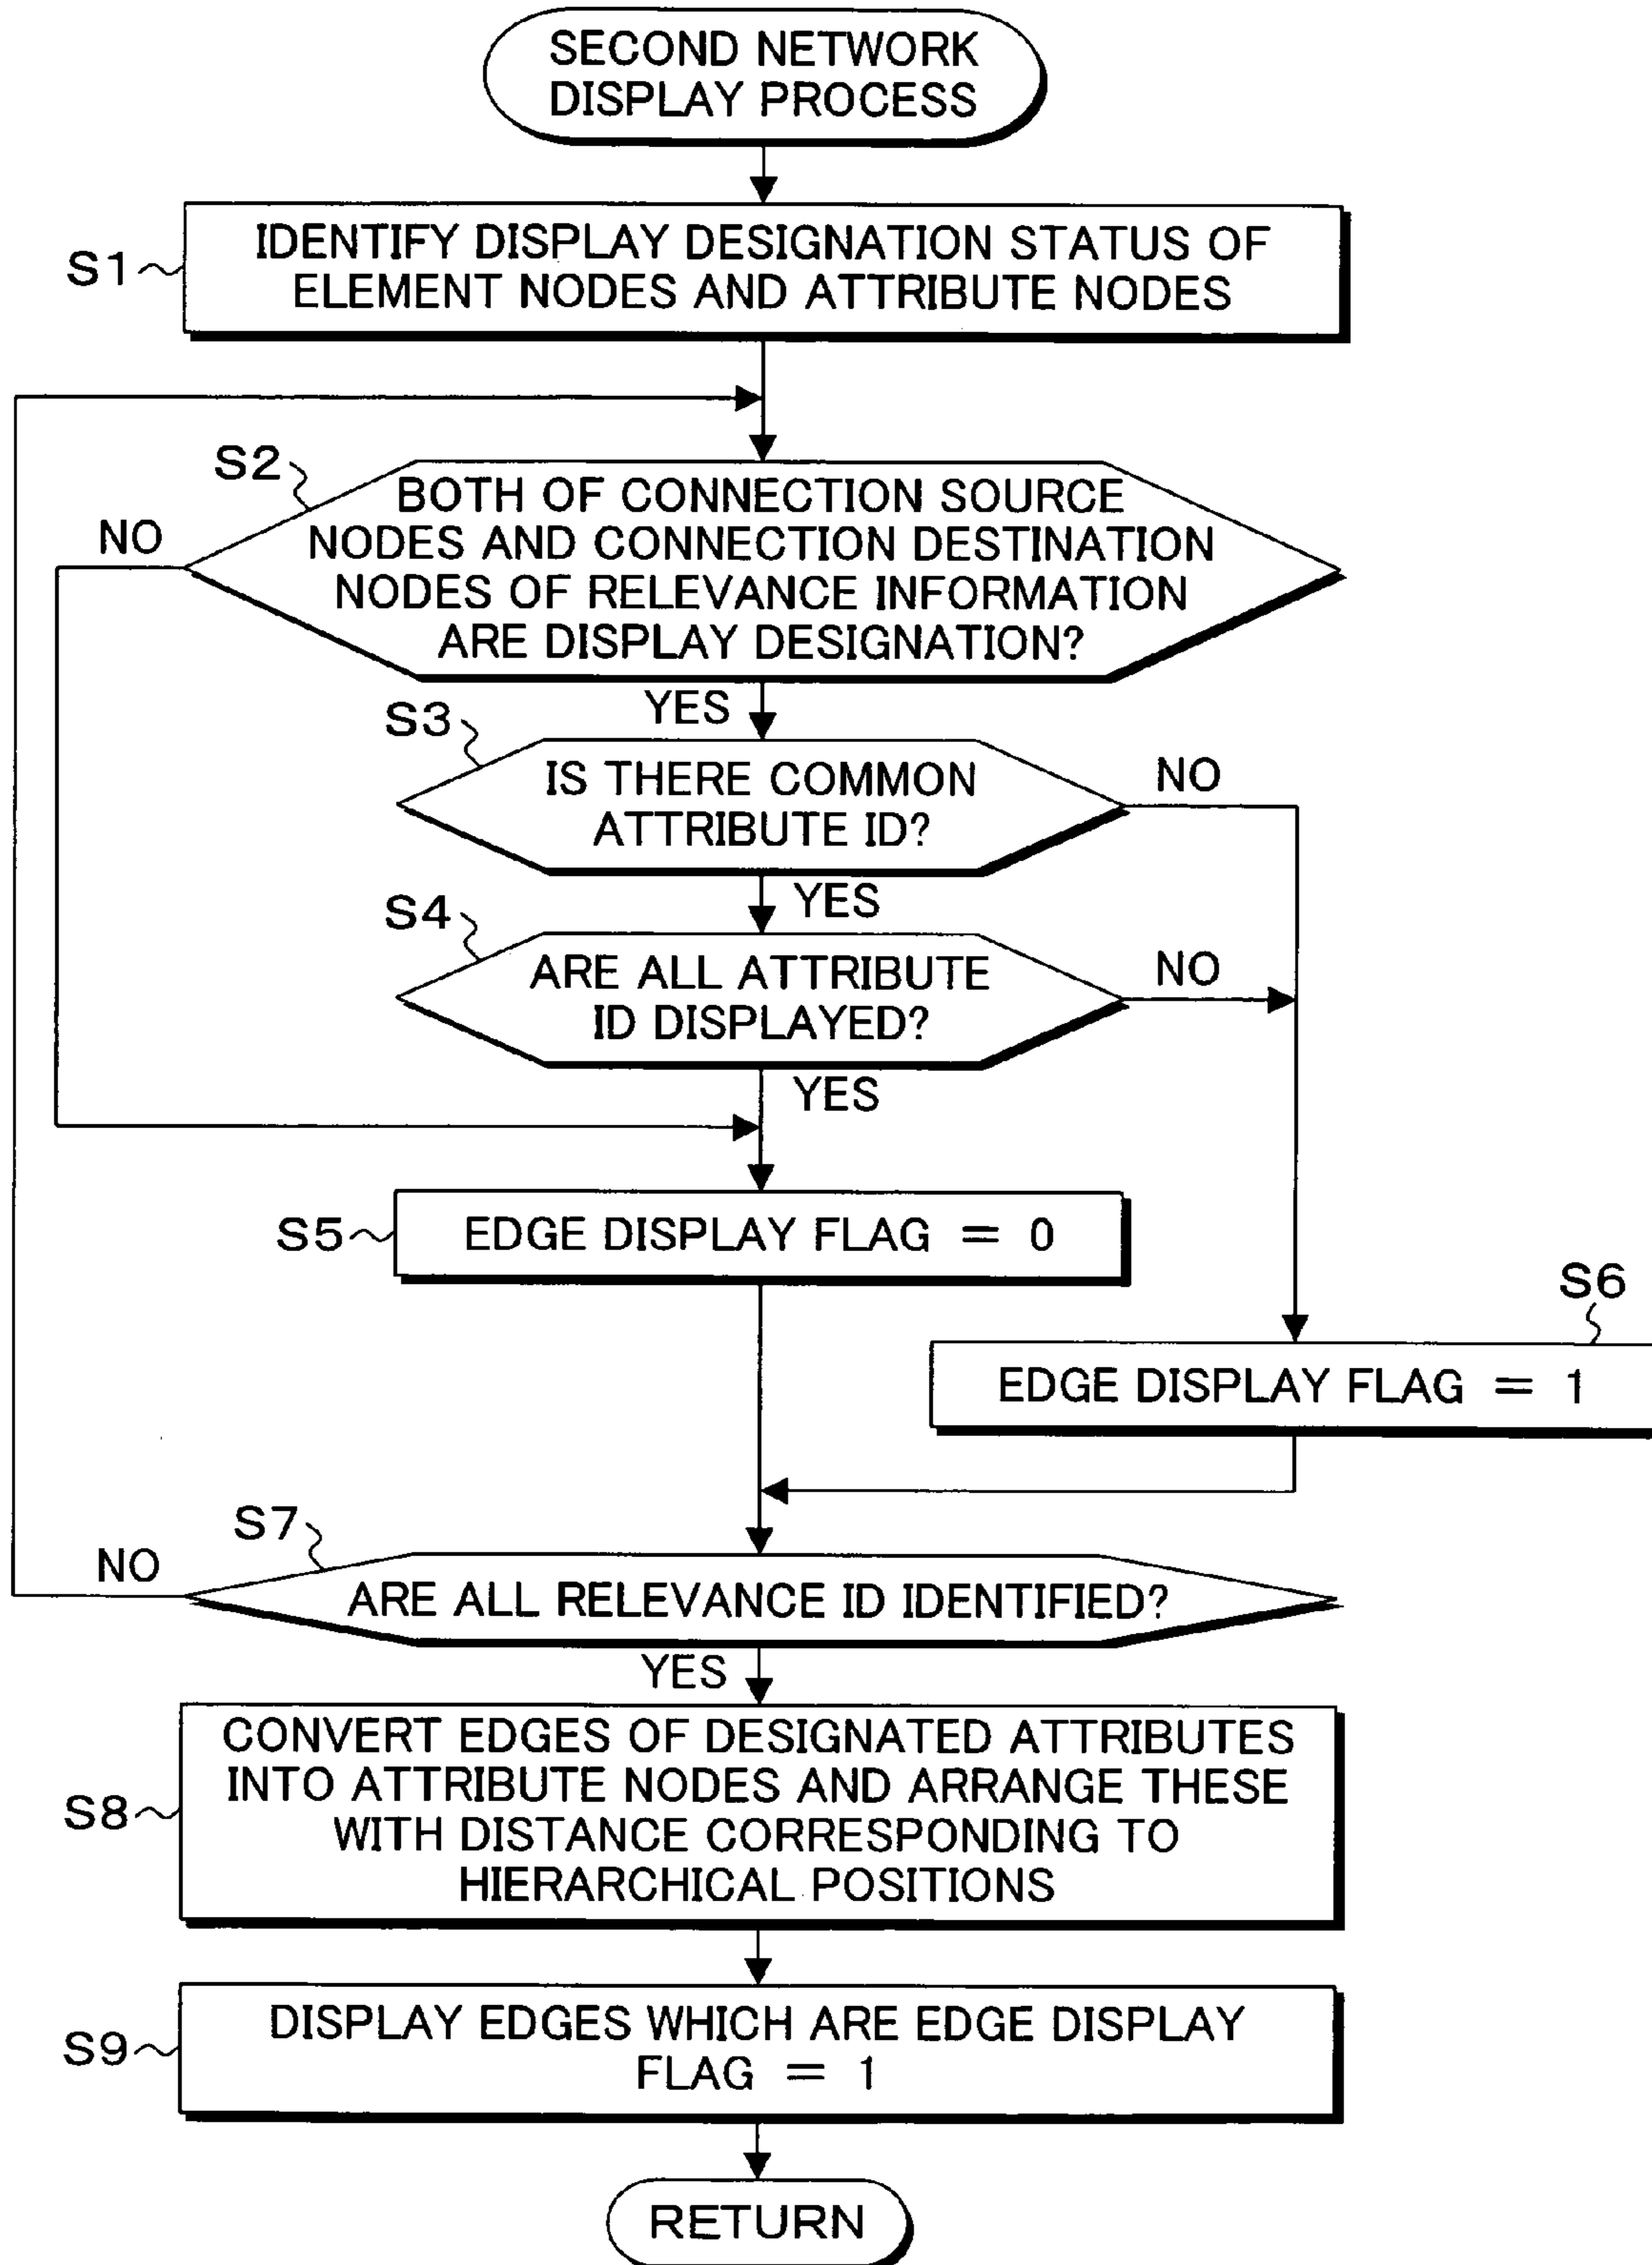 SECOND NETWORK
DISPLAY PROCESS
S1
IDENTIFY DISPLAY DESIGNATION STATUS OF
ELEMENT NODES AND ATTRIBUTE NODES
S2
NO
BOTH OF CONNECTION SOURCE
NODES AND CONNECTION DESTINATION
NODES OF RELEVANCE INFORMATION
ARE DISPLAY DESIGNATION?
YES
S3
IS THERE COMMON
ATTRIBUTE ID?
NO
YES
S4
ARE ALL ATTRIBUTE
ID DISPLAYED?
NO
YES
S5
EDGE DISPLAY FLAG = 0
S6
EDGE DISPLAY FLAG = 1
S7
NO
ARE ALL RELEVANCE ID IDENTIFIED?
YES
S8
CONVERT EDGES OF DESIGNATED ATTRIBUTES
INTO ATTRIBUTE NODES AND ARRANGE THESE
WITH DISTANCE CORRESPONDING TO
HIERARCHICAL POSITIONS
S9
DISPLAY EDGES WHICH ARE EDGE DISPLAY
FLAG = 1
RETURN